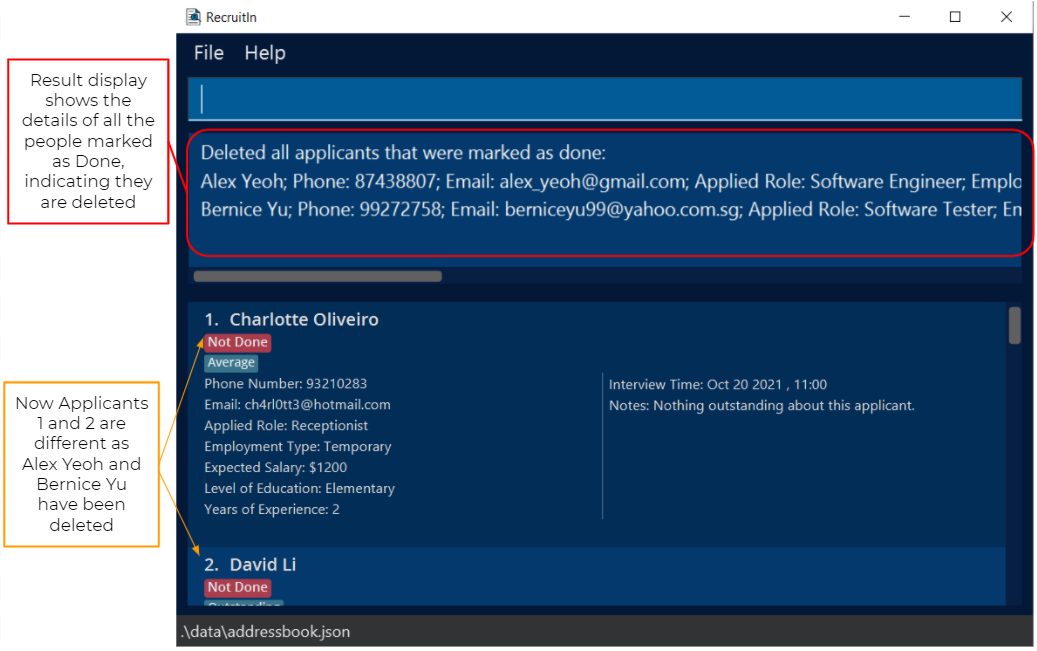 RecruitIn
File Help
Result display
shows the
details of all the
people marked
as Done,
indicating they
are deleted
Deleted all applicants that were marked as done:
Alex Yeoh; Phone: 87438807; Email: alex_yeoh@gmail.com; Applied Role: Software Engineer; Emplo
Bernice Yu; Phone: 99272758; Email: berniceyu99@yahoo.com.sg; Applied Role: Software Tester; En
Now Applicants
1 and 2 are
different as
Alex Yeoh and
Bernice Yu
have been
deleted
1. Charlotte Oliveiro
Not Done
Average
Phone Number: 93210283
Email: ch4rl0tt3@hotmail.com
Applied Role: Receptionist
Employment Type: Temporary
Expected Salary: $1200
Level of Education: Elementary
Years of Experience: 2
Interview Time: Oct 20 2021 , 11:00
Notes: Nothing outstanding about this applicant.
2. David Li
Not Done
Outstanding
.\data\addressbook.json